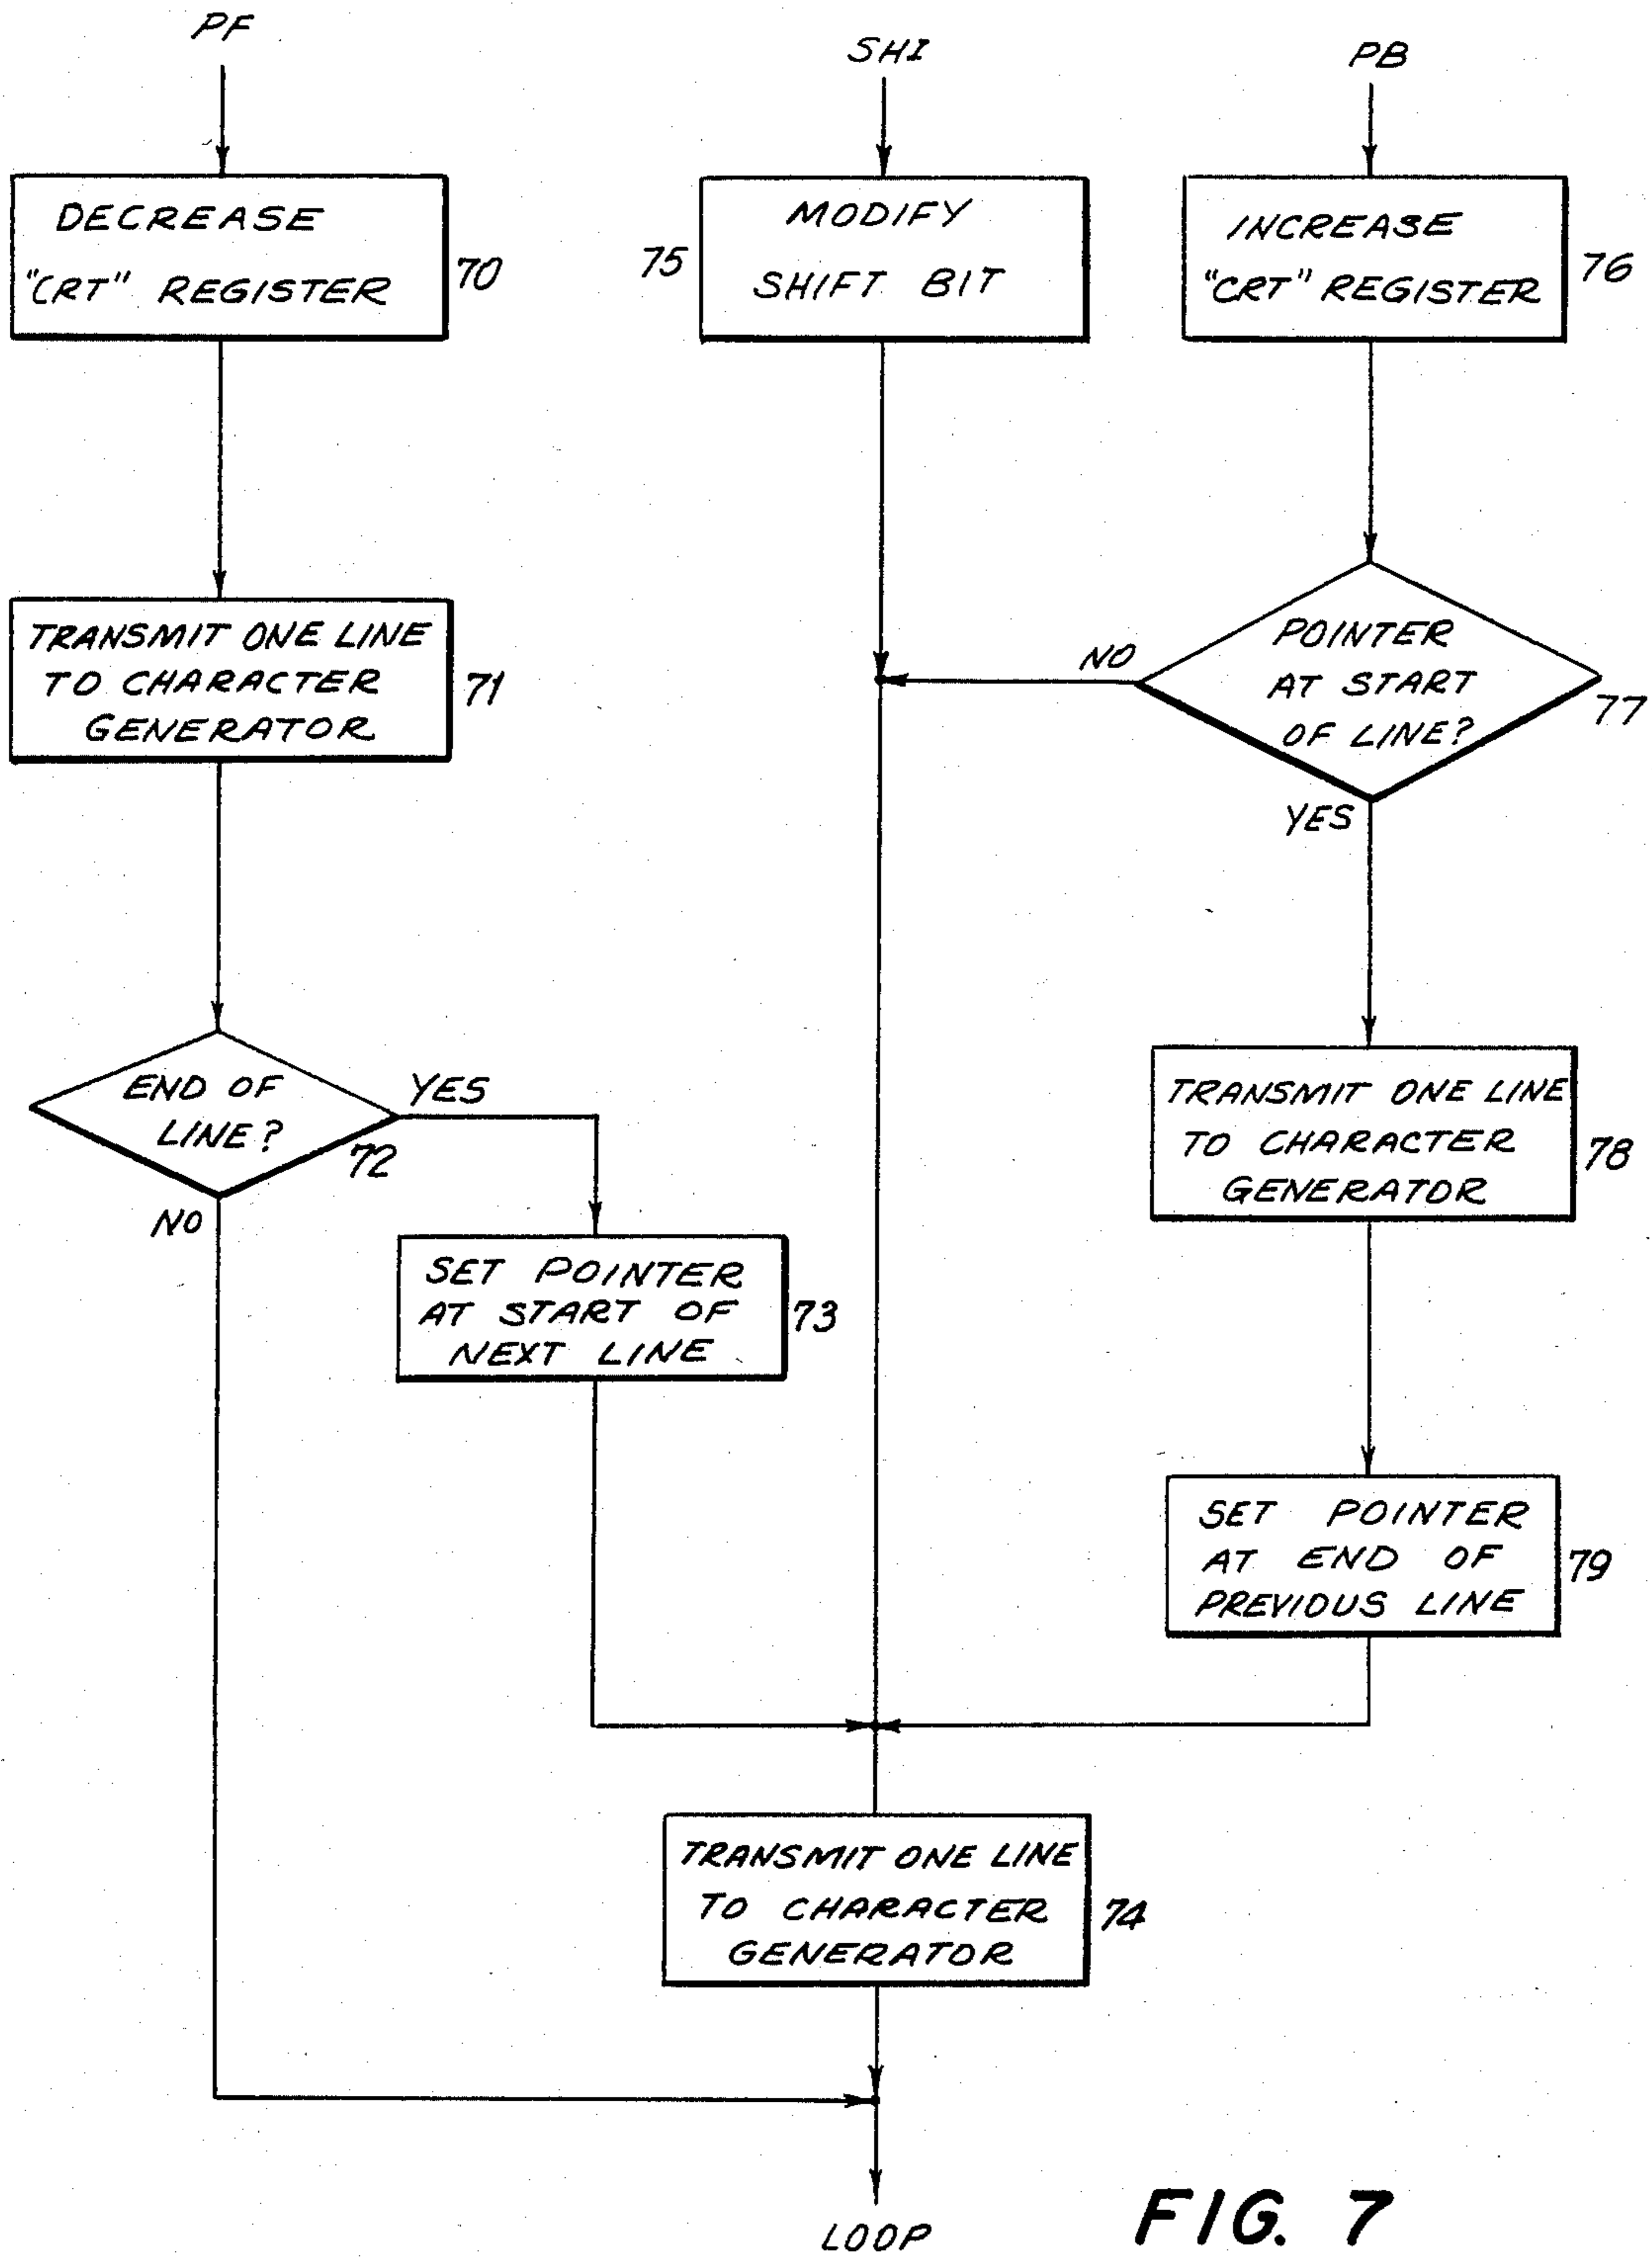 PF
SHI
PB
DECREASE
"CRT" REGISTER
70
75
MODIFY
SHIFT BIT
INCREASE
"CRT" REGISTER
76
TRANSMIT ONE LINE
TO CHARACTER
GENERATOR
71
NO
POINTER
AT START
OF LINE?
77
YES
END OF
LINE?
YES
72
NO
TRANSMIT ONE LINE
TO CHARACTER
GENERATOR
78
SET POINTER
AT START OF
NEXT LINE
73
SET POINTER
AT END OF
PREVIOUS LINE
79
TRANSMIT ONE LINE
TO CHARACTER
GENERATOR
74
LOOP
FIG. 7